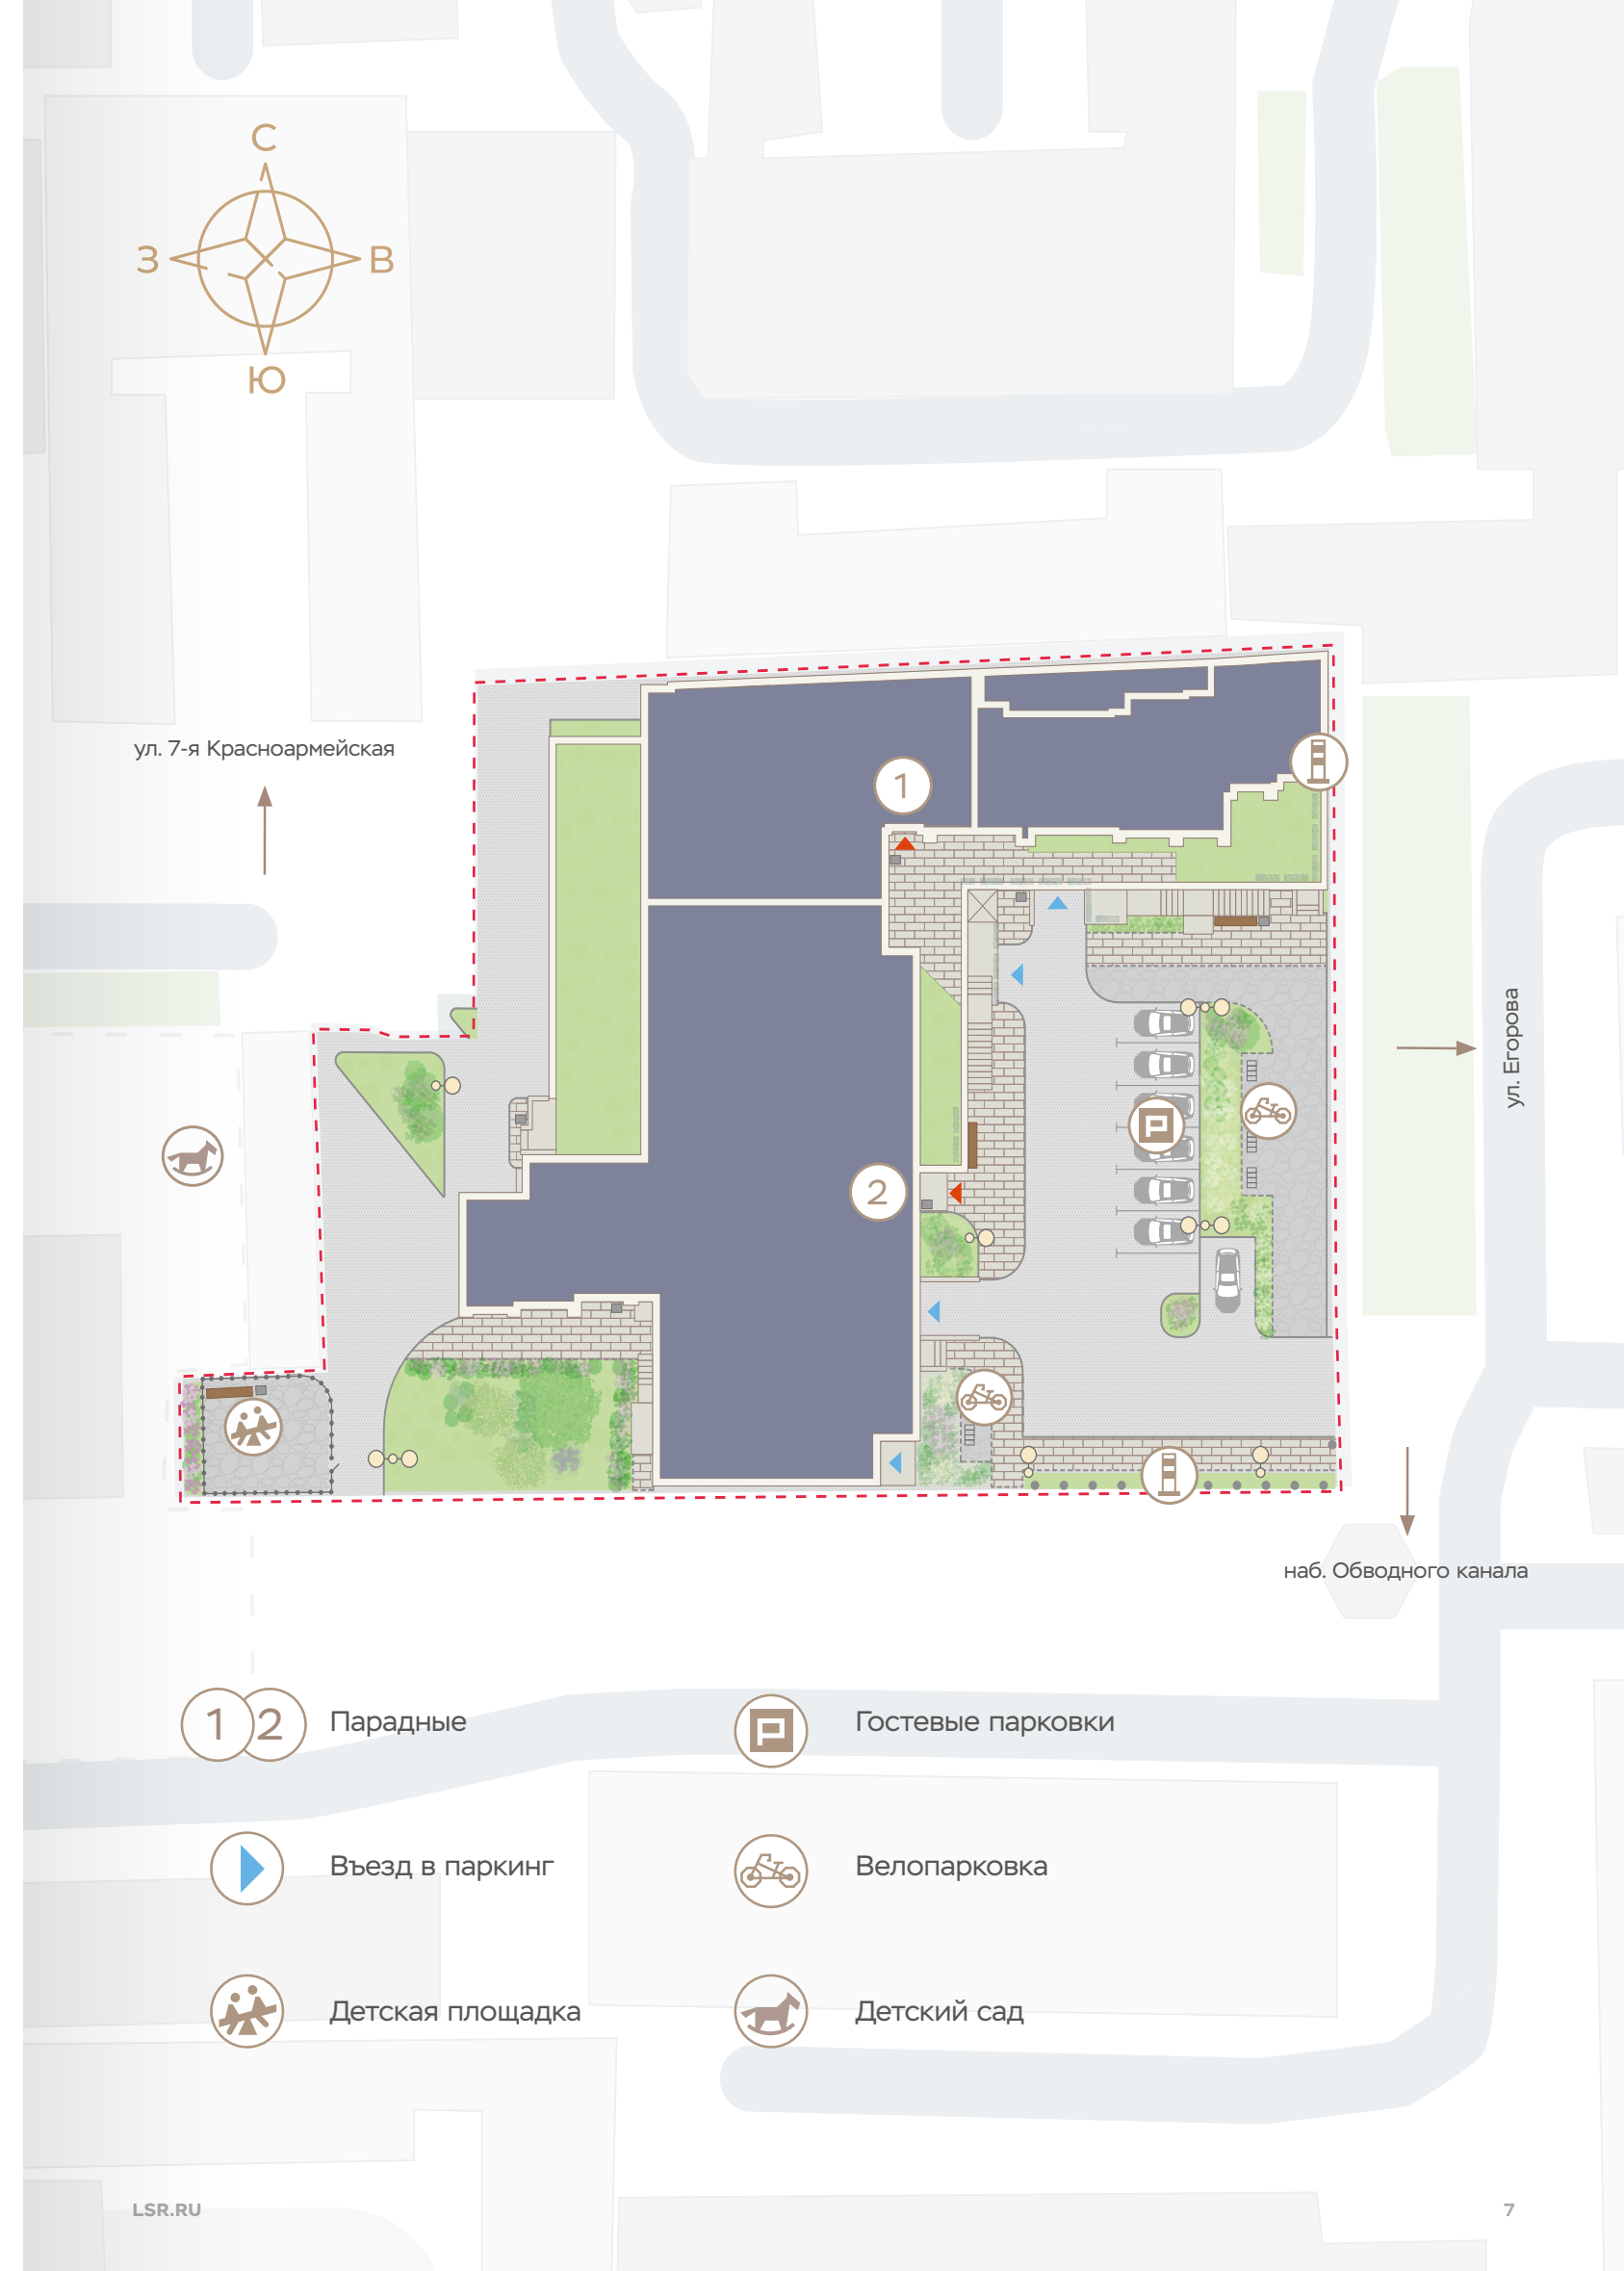 С
З
В
Ю
ул. 7-я Красноармейская
1
2
ул. Егорова
наб. Обводного канала
1 2 Парадные
Гостевые парковки
Въезд в паркинг
Велопарковка
Детская площадка
Детский сад
LSR.RU
7